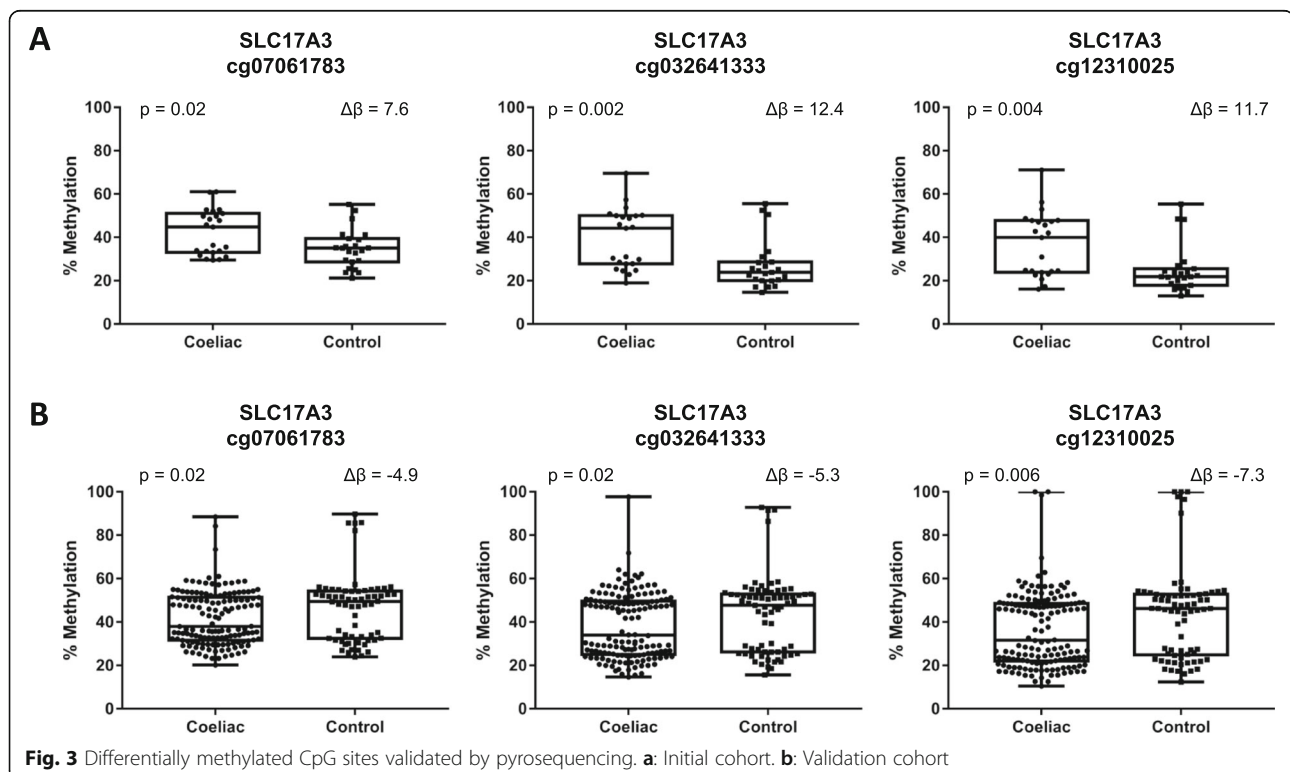 A
SLC17A3
cg07061783
p = 0.02
Δβ = 7.6
% Methylation
100
80
60
40
20
0
Coeliac
Control
SLC17A3
cg032641333
p = 0.002
Δβ = 12.4
% Methylation
100
80
60
40
20
0
Coeliac
Control
SLC17A3
cg12310025
p = 0.004
Δβ = 11.7
% Methylation
100
80
60
40
20
0
Coeliac
Control
B
SLC17A3
cg07061783
p = 0.02
Δβ = -4.9
% Methylation
100
80
60
40
20
0
Coeliac
Control
SLC17A3
cg032641333
p = 0.02
Δβ = -5.3
% Methylation
100
80
60
40
20
0
Coeliac
Control
SLC17A3
cg12310025
p = 0.006
Δβ = -7.3
% Methylation
100
80
60
40
20
0
Coeliac
Control
Fig. 3 Differentially methylated CpG sites validated by pyrosequencing. a: Initial cohort. b: Validation cohort